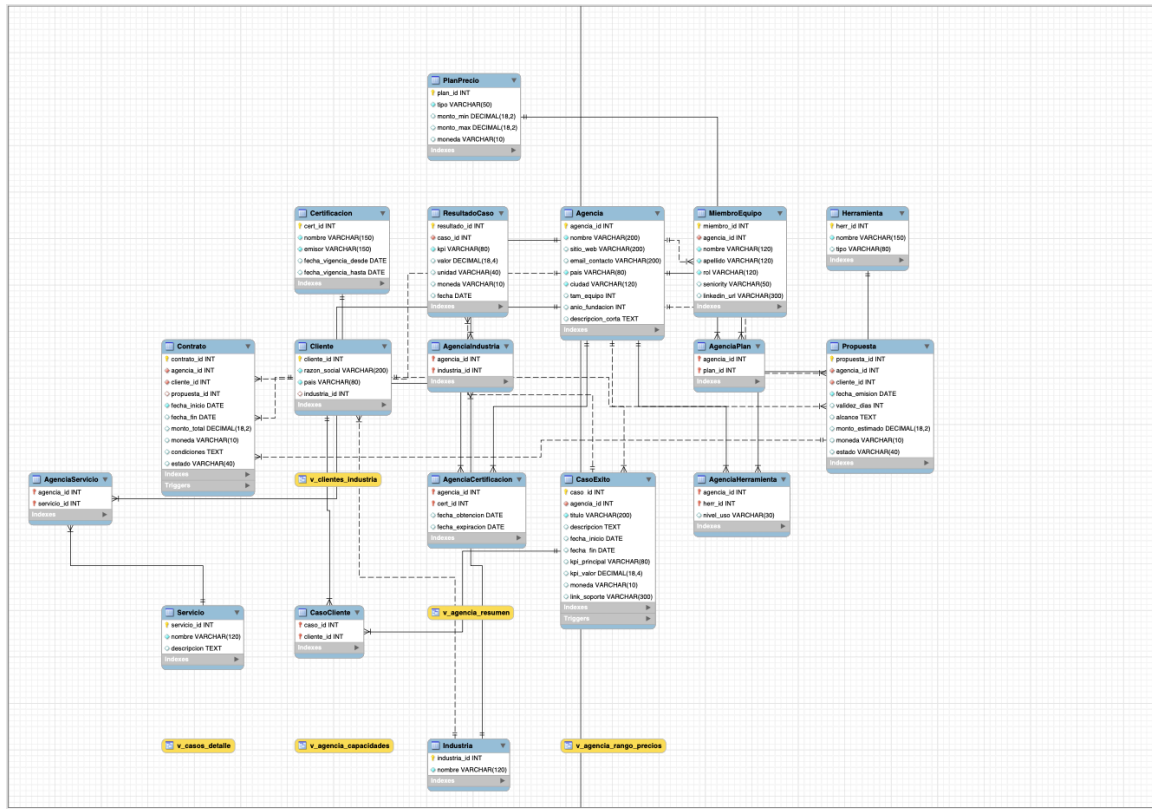 PlanPrecio
plan_id INT
tipo VARCHAR(50)
monto_min DECIMAL(18,2)
monto_max DECIMAL(18,2)
moneda VARCHAR(10)
Indexes
Certificacion
cert_id INT
nombre VARCHAR(150)
emisor VARCHAR(150)
fecha_vigencia_desde DATE
fecha_vigencia_hasta DATE
Indexes
ResultadoCaso
resultado_id INT
caso_id INT
kpi VARCHAR(80)
valor DECIMAL(18,4)
unidad VARCHAR(40)
moneda VARCHAR(10)
fecha DATE
Indexes
Agencia
agencia_id INT
nombre VARCHAR(200)
sitio_web VARCHAR(200)
email_contacto VARCHAR(200)
pais VARCHAR(80)
ciudad VARCHAR(120)
tam_equipo INT
anio_fundacion INT
descripcion_corta TEXT
Indexes
MiembroEquipo
miembro_id INT
agencia_id INT
nombre VARCHAR(120)
apellido VARCHAR(120)
rol VARCHAR(120)
seniority VARCHAR(50)
linkedin_url VARCHAR(300)
Indexes
Herramienta
herr_id INT
nombre VARCHAR(150)
tipo VARCHAR(80)
Indexes
Contrato
contrato_id INT
agencia_id INT
cliente_id INT
propuesta_id INT
fecha_inicio DATE
fecha_fin DATE
monto_total DECIMAL(18,2)
moneda VARCHAR(10)
condiciones TEXT
estado VARCHAR(40)
Indexes
Triggers
Cliente
cliente_id INT
razon_social VARCHAR(200)
pais VARCHAR(80)
industria_id INT
Indexes
AgenciaIndustria
agencia_id INT
industria_id INT
Indexes
AgenciaPlan
agencia_id INT
plan_id INT
Indexes
Propuesta
propuesta_id INT
agencia_id INT
cliente_id INT
fecha_emision DATE
validez_dias INT
alcance TEXT
monto_estimado DECIMAL(18,2)
moneda VARCHAR(10)
estado VARCHAR(40)
Indexes
AgenciaServicio
agencia_id INT
servicio_id INT
Indexes
v_clientes_industria
AgenciaCertificacion
agencia_id INT
cert_id INT
fecha_obtencion DATE
fecha_expiracion DATE
Indexes
CasoExito
caso_id INT
agencia_id INT
titulo VARCHAR(200)
descripcion TEXT
fecha_inicio DATE
fecha_fin DATE
kpi_principal VARCHAR(80)
kpi_valor DECIMAL(18,4)
moneda VARCHAR(10)
link_soporte VARCHAR(300)
Indexes
Triggers
AgenciaHerramienta
agencia_id INT
herr_id INT
nivel_uso VARCHAR(30)
Indexes
Servicio
servicio_id INT
nombre VARCHAR(120)
descripcion TEXT
Indexes
CasoCliente
caso_id INT
cliente_id INT
Indexes
v_agencia_resumen
v_casos_detalle
v_agencia_capacidades
Industria
industria_id INT
nombre VARCHAR(120)
Indexes
v_agencia_rango_precios